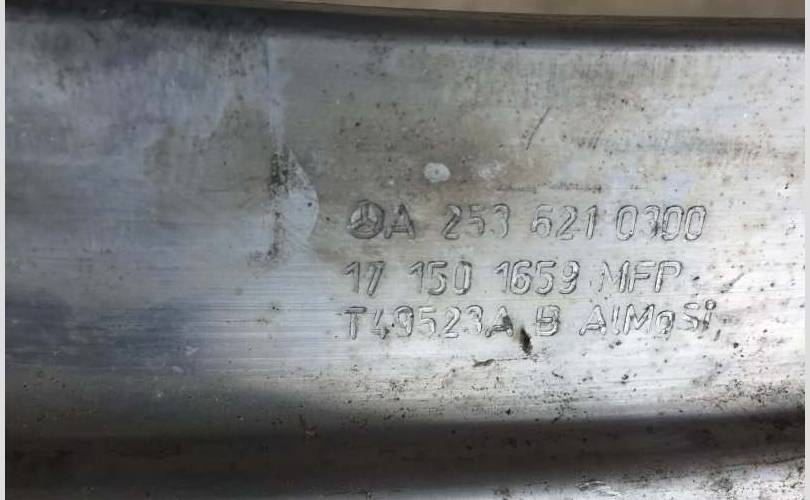 A 253 621 0300
17 150 1659 MFP
T49523A B AlMgSi